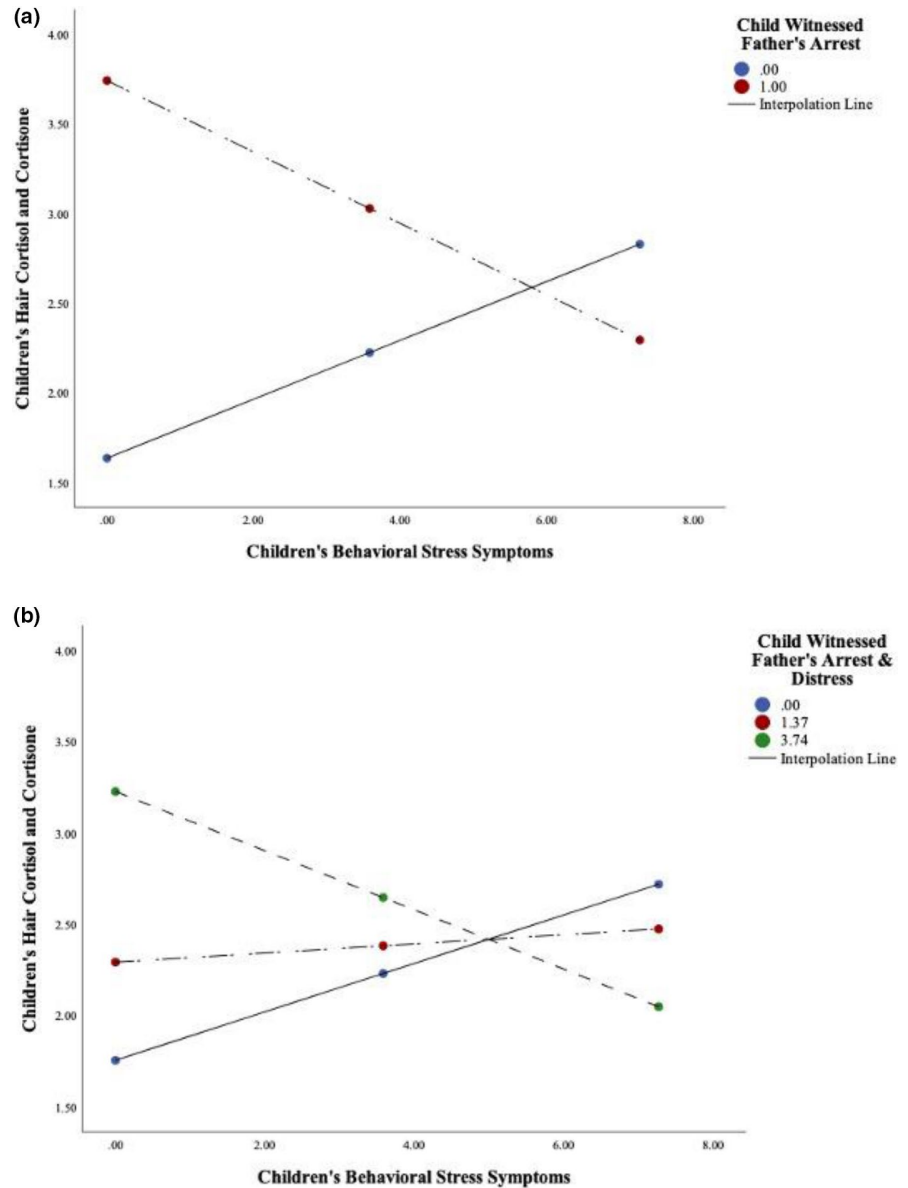 (a)
Child Witnessed
Father's Arrest
.00
1.00
Interpolation Line
Children's Hair Cortisol and Cortisone
4.00
3.50
3.00
2.50
2.00
1.50
.00 2.00 4.00 6.00 8.00
Children's Behavioral Stress Symptoms
(b)
Child Witnessed
Father's Arrest &
Distress
.00
1.37
3.74
Interpolation Line
Children's Hair Cortisol and Cortisone
4.00
3.50
3.00
2.50
2.00
1.50
.00 2.00 4.00 6.00 8.00
Children's Behavioral Stress Symptoms